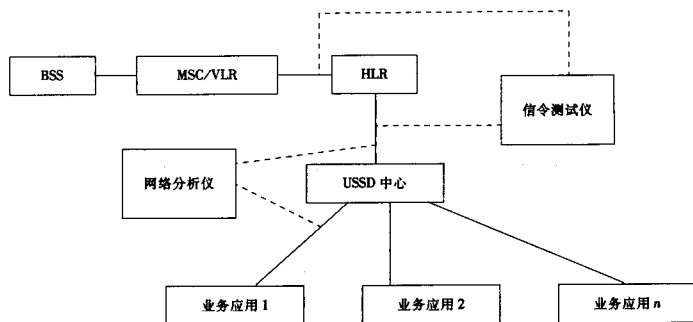 BSS
MSC/VLR
HLR
信令测试仪
网络分析仪
USSD 中心
业务应用 1
业务应用 2
业务应用 n